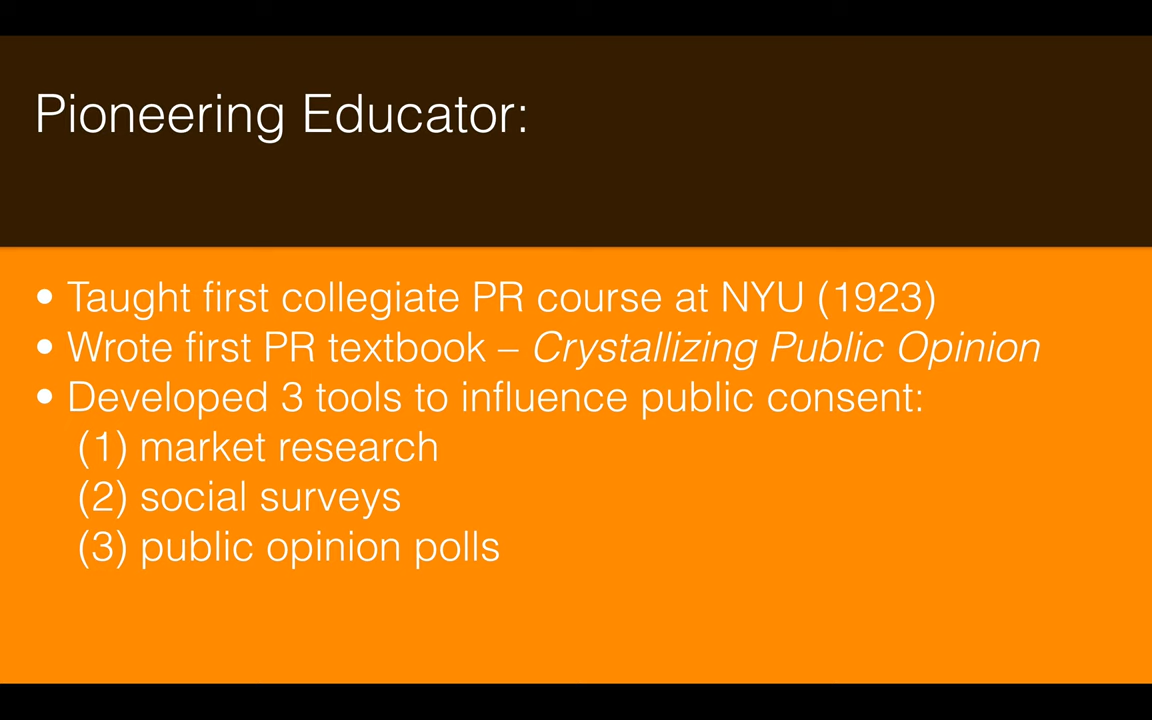 Pioneering Educator:
• Taught first collegiate PR course at NYU (1923)
• Wrote first PR textbook – Crystallizing Public Opinion
• Developed 3 tools to influence public consent:
(1) market research
(2) social surveys
(3) public opinion polls